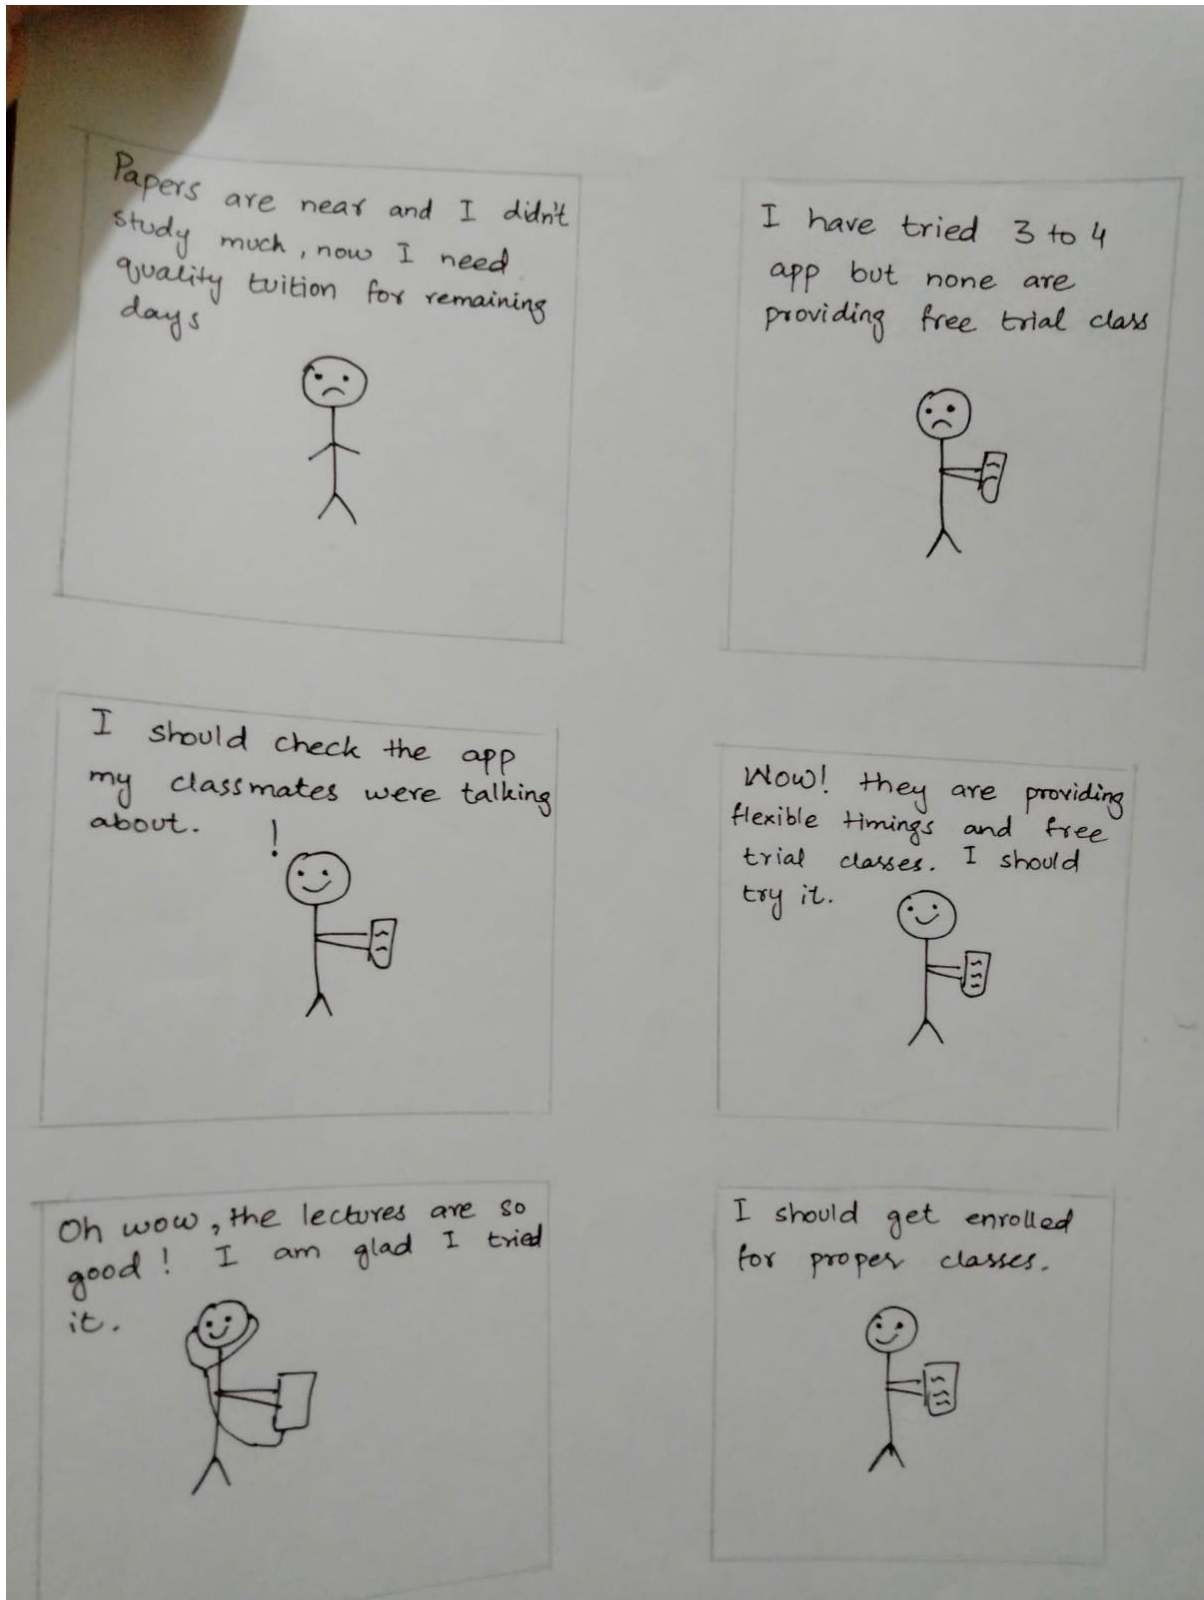 Papers are near and I didn't
study much, now I need
quality tuition for remaining
days
I have tried 3 to 4
app but none are
providing free trial class
I should check the app
my classmates were talking
about.
!
Wow! they are providing
flexible timings and free
trial classes. I should
try it.
Oh wow, the lectures are so
good! I am glad I tried
it.
I should get enrolled
for proper classes.